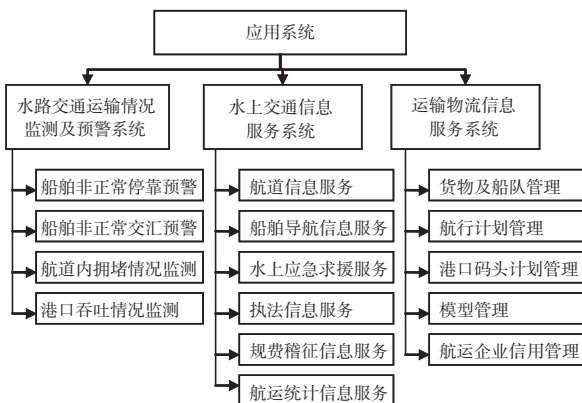 应用系统
水路交通运输情况
监测及预警系统
船舶非正常停靠预警
船舶非正常交汇预警
航道内拥堵情况监测
港口吞吐情况监测
水上交通信息
服务系统
航道信息服务
船舶导航信息服务
水上应急求援服务
执法信息服务
规费稽征信息服务
航运统计信息服务
运输物流信息
服务系统
货物及船队管理
航行计划管理
港口码头计划管理
模型管理
航运企业信用管理